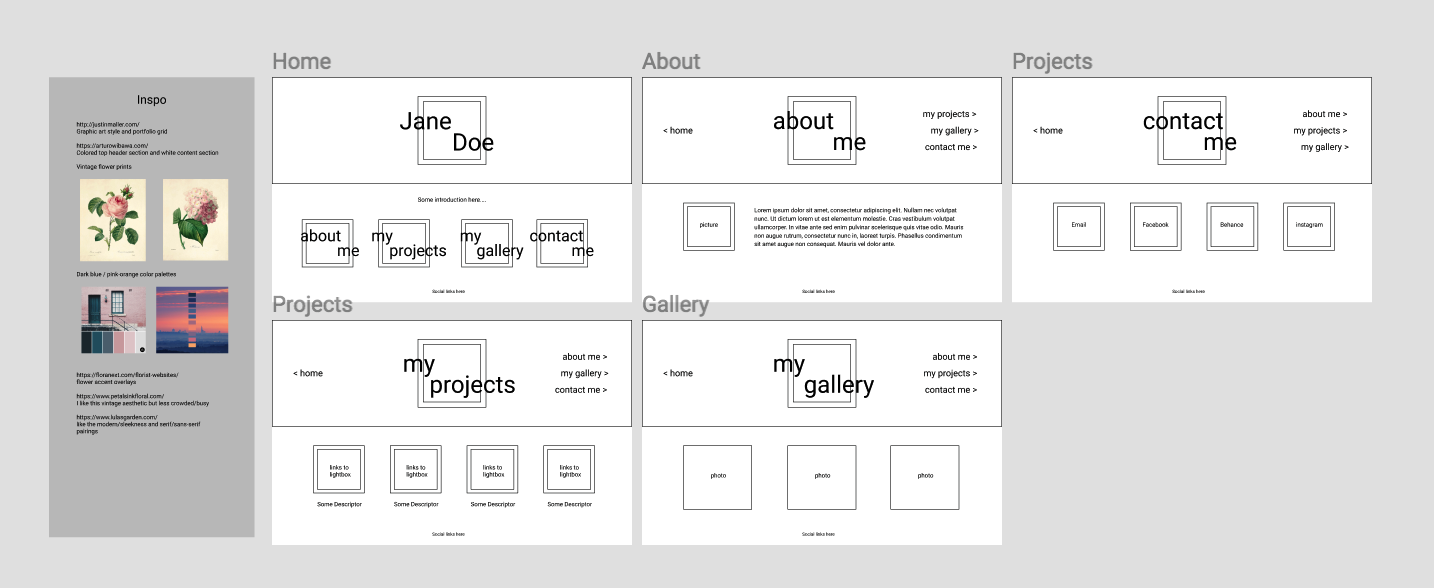 Inspo
http://justinmaller.com/
Graphic art style and portfolio grid
https://arturowibawa.com/
Colored top header section and white content section
Vintage flower prints
Dark blue / pink-orange color palettes
https://floranext.com/florist-websites/
flower accent overlays
https://www.petalsinkfloral.com/
I like this vintage aesthetic but less crowded/busy
https://www.lulasgarden.com/
like the modern/sleekness and serif/sans-serif
pairings
Home
Jane
Doe
Some introduction here....
about
me
my
projects
my
gallery
contact
me
Social links here
About
< home
about
me
my projects >
my gallery >
contact me >
picture
Lorem ipsum dolor sit amet, consectetur adipiscing elit. Nullam nec volutpat
nunc. Ut dictum lorem ut est elementum molestie. Cras vestibulum volutpat
ullamcorper. In vitae ante sed enim pulvinar scelerisque quis vitae odio. Mauris
non augue rutrum, consectetur nunc in, laoreet turpis. Phasellus condimentum
sit amet augue non consequat. Mauris vel dolor ante.
Social links here
Projects
< home
contact
me
about me >
my projects >
my gallery >
Email
Facebook
Behance
instagram
Social links here
Projects
< home
my
projects
about me >
my gallery >
contact me >
links to
lightbox
links to
lightbox
links to
lightbox
links to
lightbox
Some Descriptor
Some Descriptor
Some Descriptor
Some Descriptor
Social links here
Gallery
< home
my
gallery
about me >
my projects >
contact me >
photo
photo
photo
Social links here